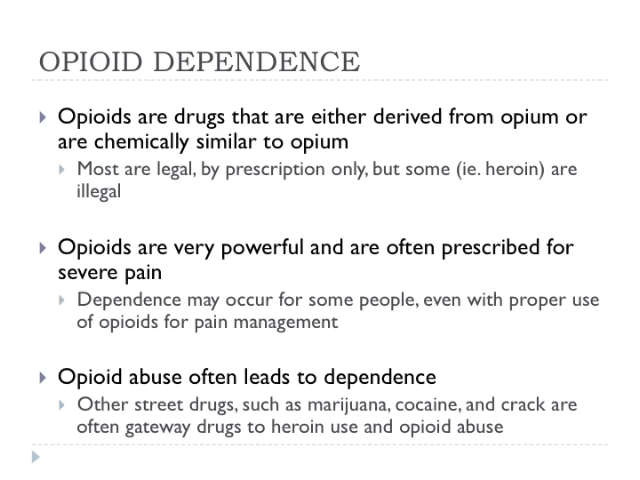 OPIOID DEPENDENCE
Opioids are drugs that are either derived from opium or
are chemically similar to opium
Most are legal, by prescription only, but some (ie. heroin) are
illegal
Opioids are very powerful and are often prescribed for
severe pain
Dependence may occur for some people, even with proper use
of opioids for pain management
Opioid abuse often leads to dependence
Other street drugs, such as marijuana, cocaine, and crack are
often gateway drugs to heroin use and opioid abuse